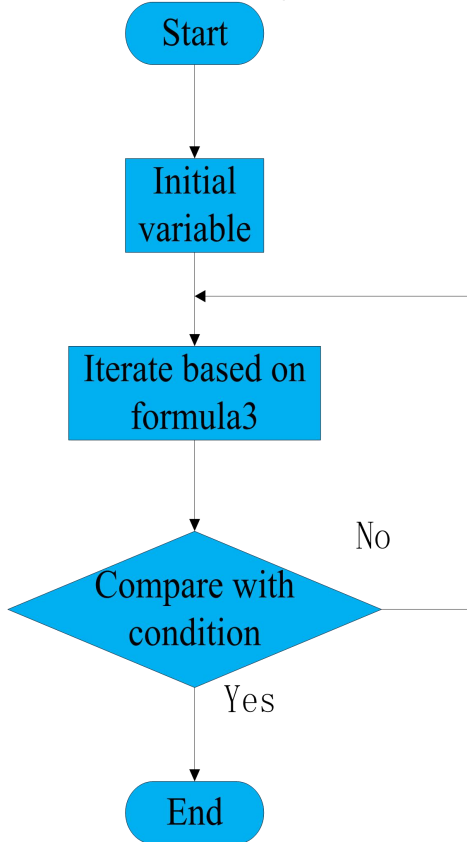 Start
Initial
variable
Iterate based on
formula3
No
Compare with
condition
Yes
End